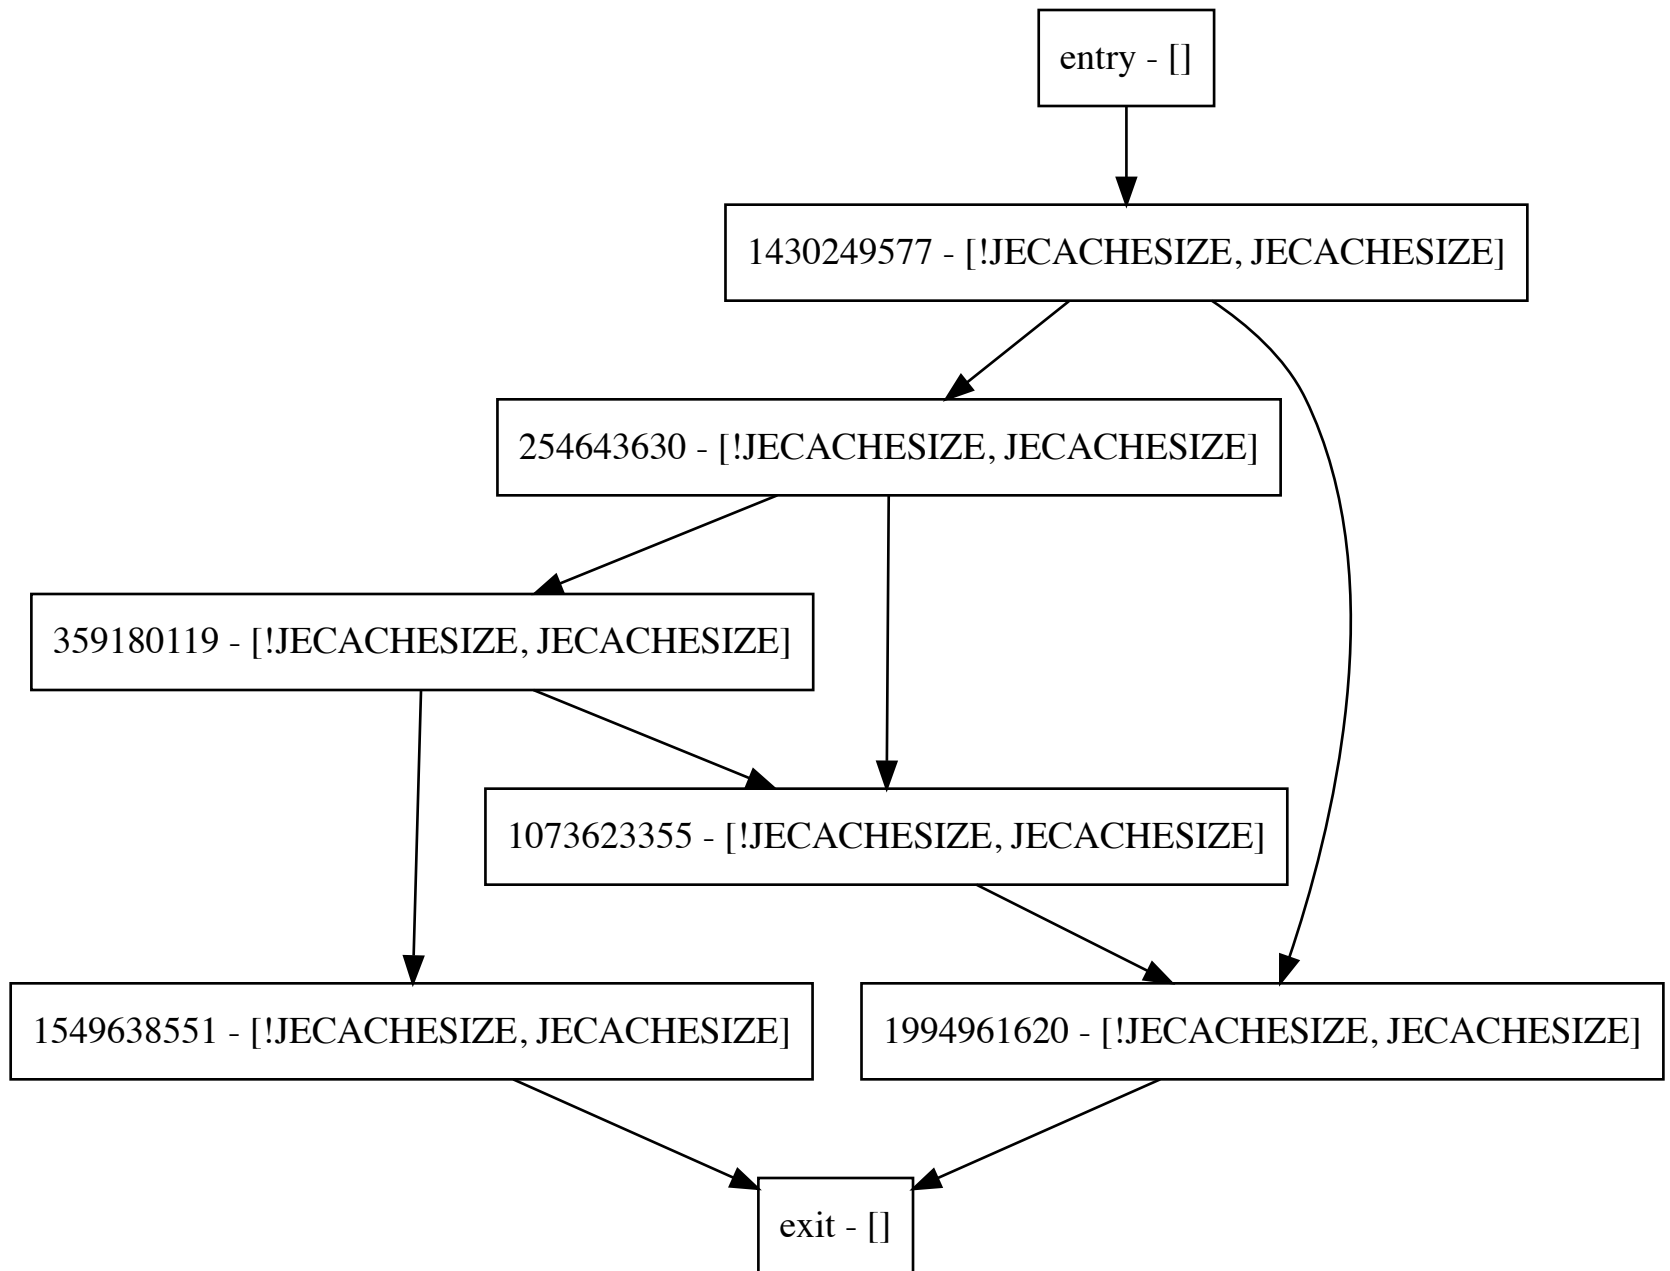 entry - []
1430249577 - [!JECACHESIZE, JECACHESIZE]
254643630 - [!JECACHESIZE, JECACHESIZE]
359180119 - [!JECACHESIZE, JECACHESIZE]
1073623355 - [!JECACHESIZE, JECACHESIZE]
1549638551 - [!JECACHESIZE, JECACHESIZE]
1994961620 - [!JECACHESIZE, JECACHESIZE]
exit - []